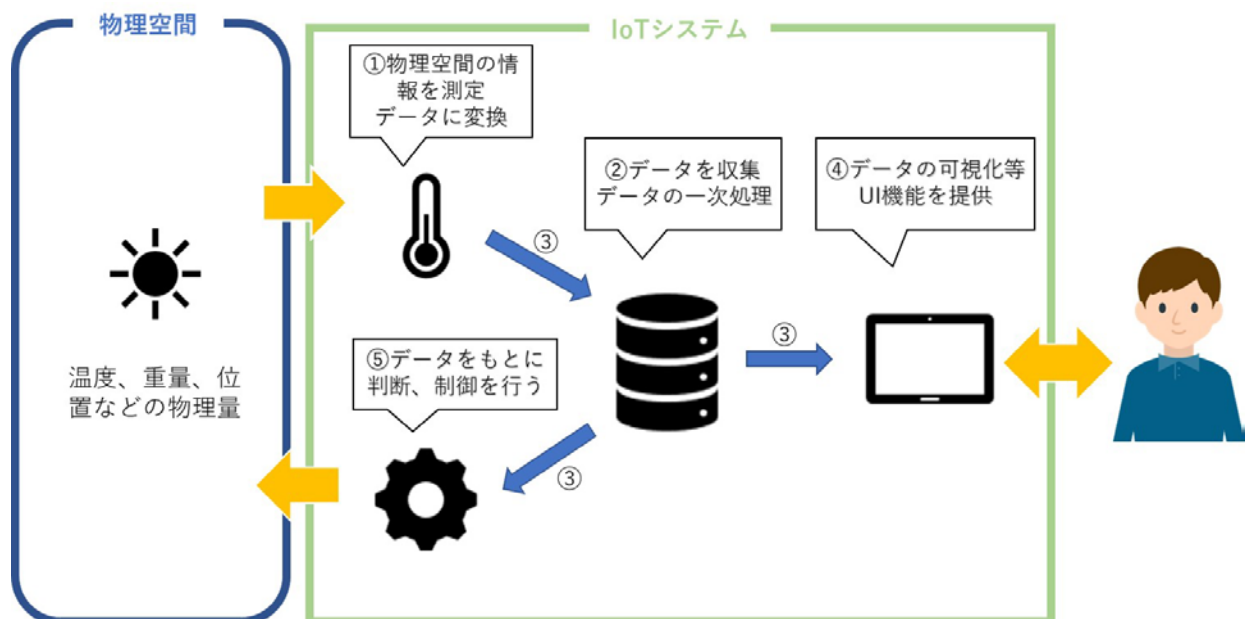 物理空間
IoTシステム
①物理空間の情
報を測定
データに変換
②データを収集
データの一次処理
④データの可視化等
UI機能を提供
③
③
⑤データをもとに
判断、制御を行う
温度、重量、位
置などの物理量
③